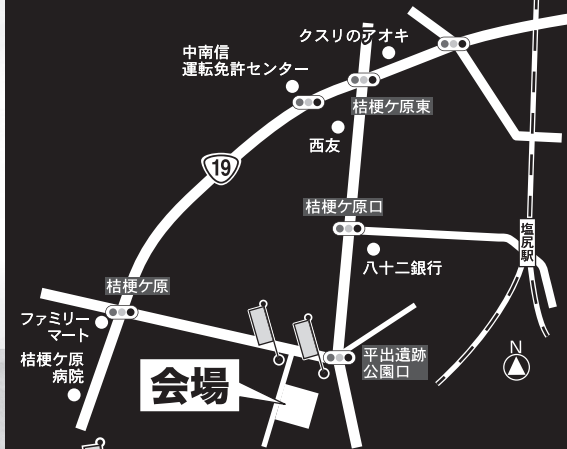 クスリのアオキ
中南信
運転免許センター
桔梗ケ原東
西友
19
桔梗ケ原口
塩尻駅
八十二銀行
桔梗ケ原
ファミリー
マート
桔梗ケ原
病院
平出遺跡
公園口
N
会場